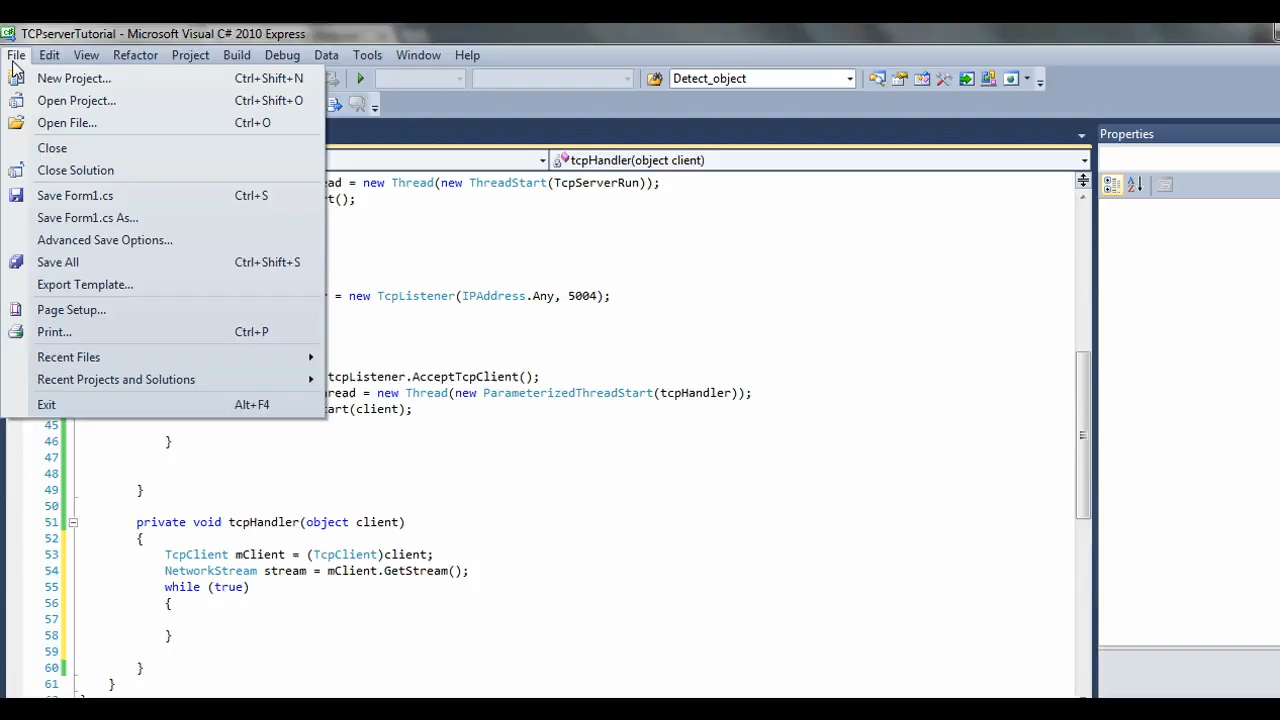 TCPserverTutorial - Microsoft Visual C# 2010 Express
File Edit View Refactor Project Build Debug Data Tools Window Help
New Project... Ctrl+Shift+N
Open Project... Ctrl+Shift+O
Open File... Ctrl+O
Close
Close Solution
Save Form1.cs Ctrl+S
Save Form1.cs As...
Advanced Save Options...
Save All Ctrl+Shift+S
Export Template...
Page Setup...
Print... Ctrl+P
Recent Files
Recent Projects and Solutions
Exit Alt+F4
Detect_object
Properties
tcpHandler(object client)
= new Thread(new ThreadStart(TcpServerRun));
();
= new TcpListener(IPAddress.Any, 5004);
tcpListener.AcceptTcpClient();
= new Thread(new ParameterizedThreadStart(tcpHandler));
(client);
45
46 }
47
48
49 }
50
51 private void tcpHandler(object client)
52 {
53 TcpClient mClient = (TcpClient)client;
54 NetworkStream stream = mClient.GetStream();
55 while (true)
56 {
57
58 }
59
60 }
61 }